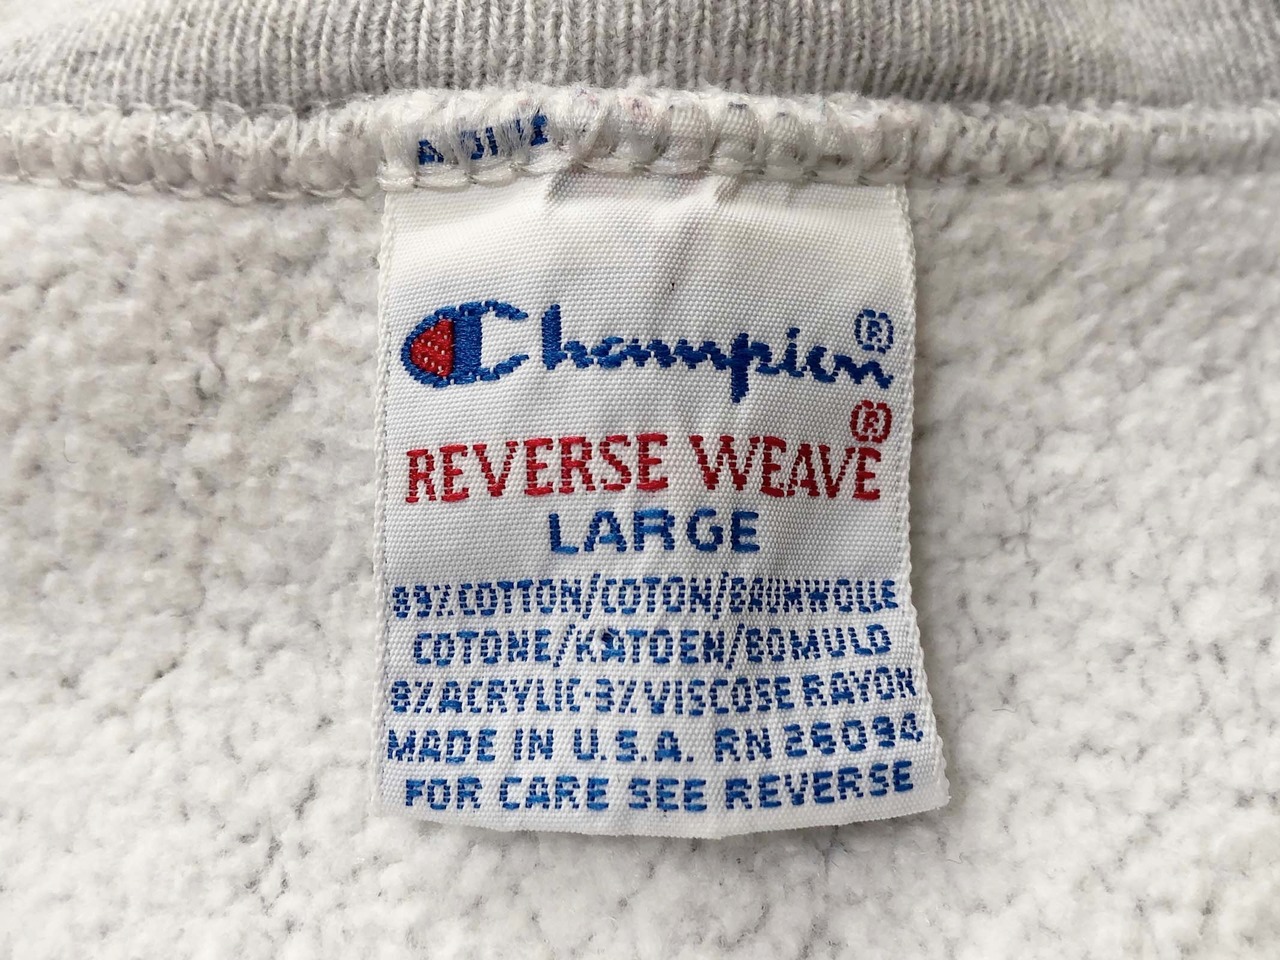 Champion®
REVERSE WEAVE®
LARGE
89% COTTON/COTON/BAUMWOLLE
COTONE/KATOEN/BOMULD
8% ACRYLIC-3% VISCOSE RAYON
MADE IN U.S.A. RN 26094
FOR CARE SEE REVERSE